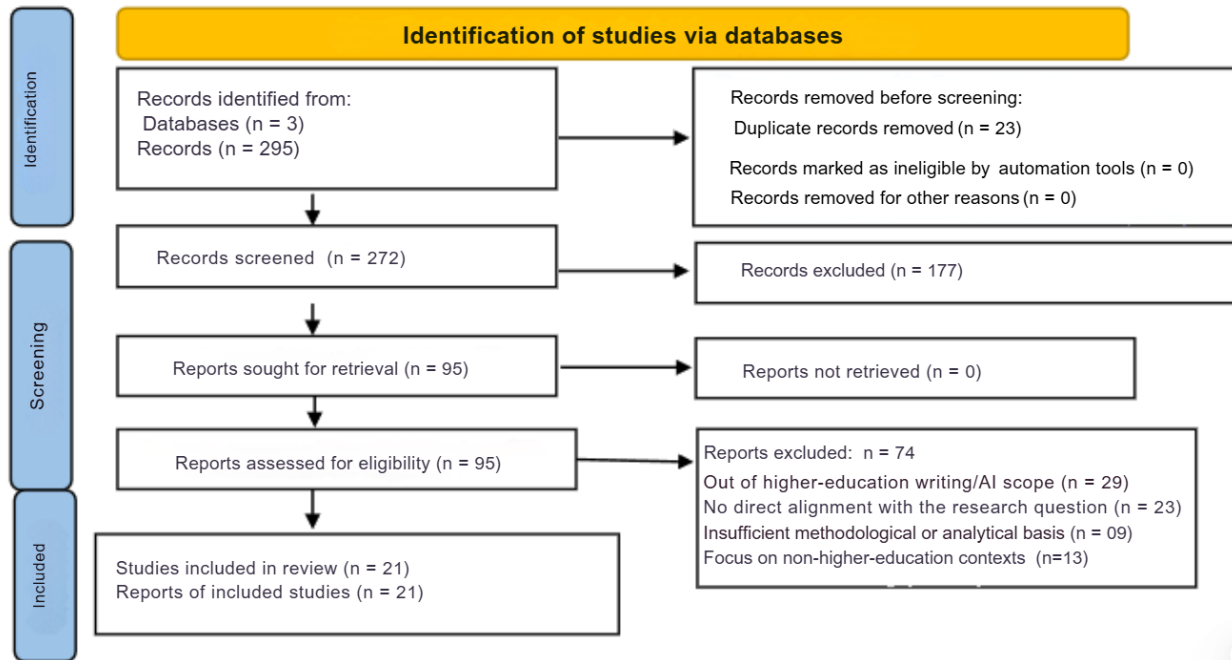 Identification of studies via databases
Identification
Records identified from:
Databases (n = 3)
Records (n = 295)
Records removed before screening:
Duplicate records removed (n = 23)
Records marked as ineligible by automation tools (n = 0)
Records removed for other reasons (n = 0)
Screening
Records screened (n = 272)
Records excluded (n = 177)
Reports sought for retrieval (n = 95)
Reports not retrieved (n = 0)
Reports assessed for eligibility (n = 95)
Reports excluded: n = 74
Out of higher-education writing/AI scope (n = 29)
No direct alignment with the research question (n = 23)
Insufficient methodological or analytical basis (n = 09)
Focus on non-higher-education contexts (n=13)
Included
Studies included in review (n = 21)
Reports of included studies (n = 21)